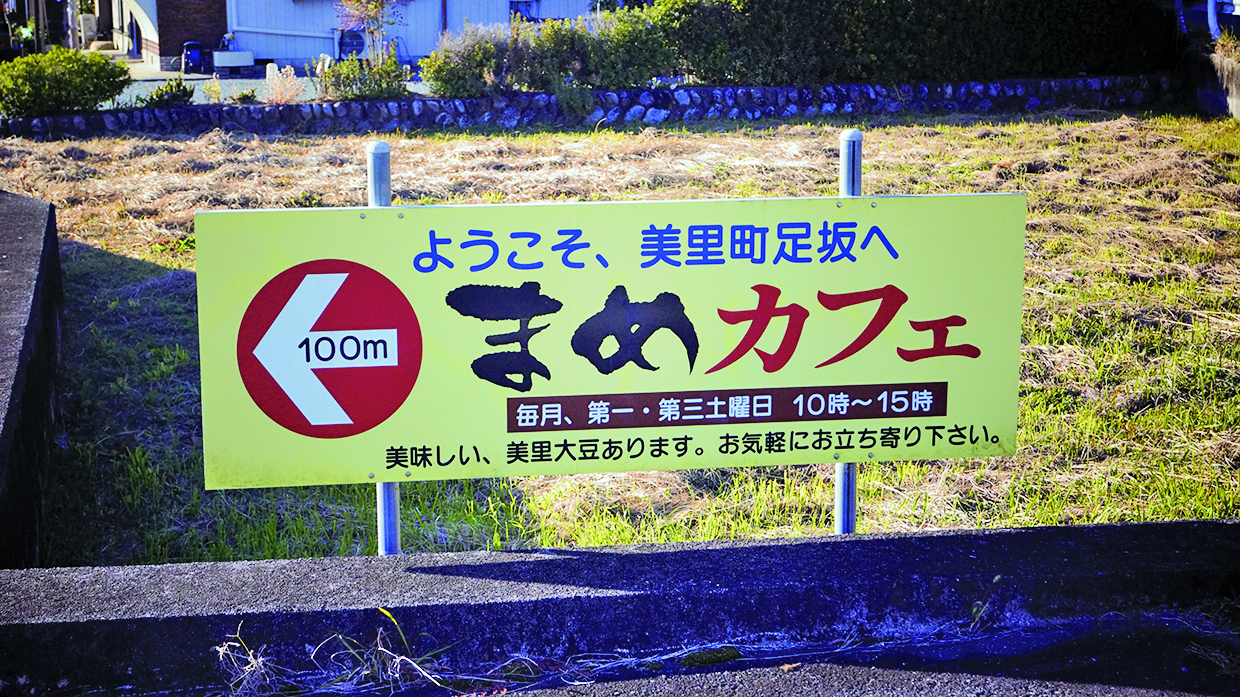 ようこそ、美里町足坂へ
100m
まめカフェ
毎月、第一・第三土曜日 10時～15時
美味しい、美里大豆あります。お気軽にお立ち寄り下さい。